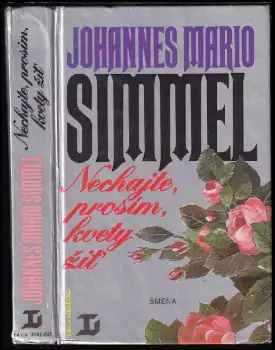 JOHANNES MARIO
SIMMEL
Nechajte,
prosím,
kvety
žiť
SMENA
JOHANNES MARIO SIMMEL
Nechajte, prosím,
kvety žiť